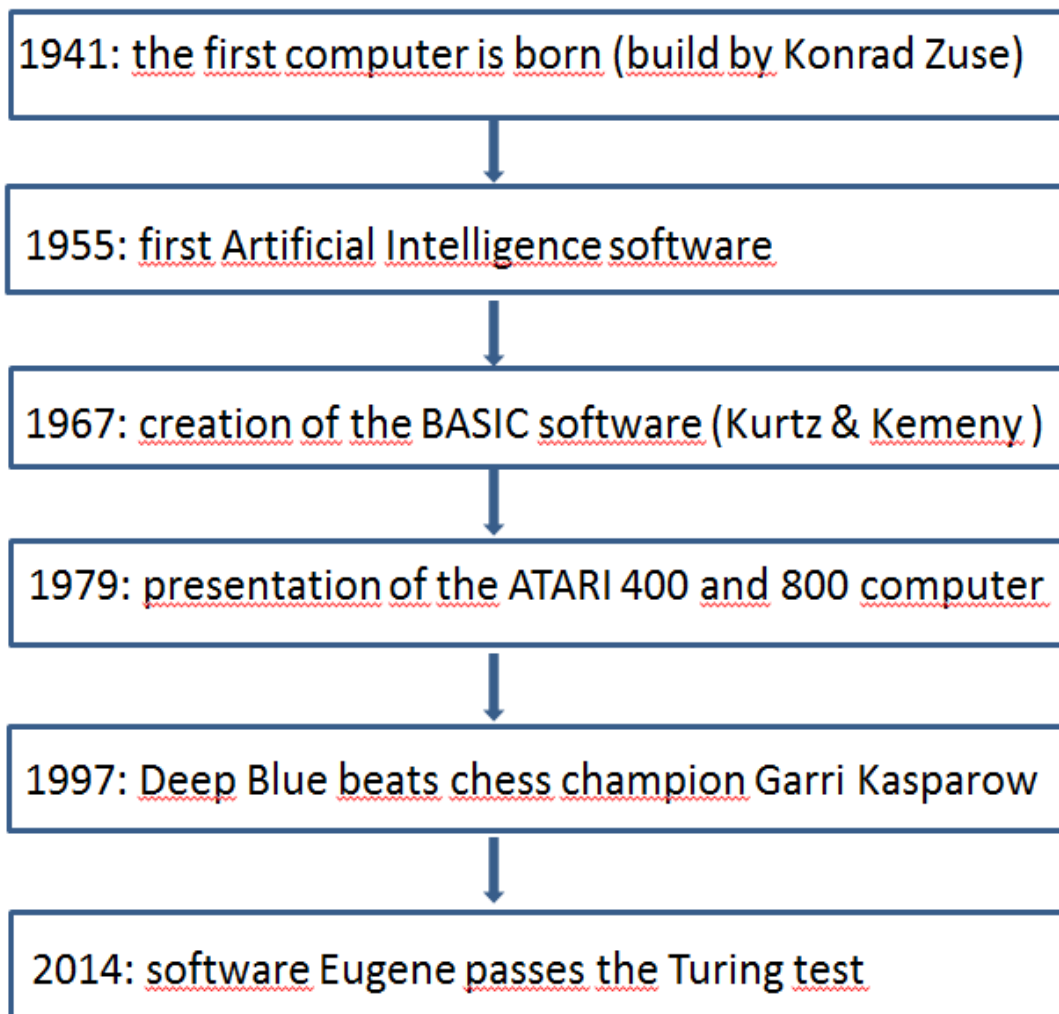 1941: the first computer is born (build by Konrad Zuse)
1955: first Artificial Intelligence software
1967: creation of the BASIC software (Kurtz & Kemeny )
1979: presentation of the ATARI 400 and 800 computer
1997: Deep Blue beats chess champion Garri Kasparow
2014: software Eugene passes the Turing test